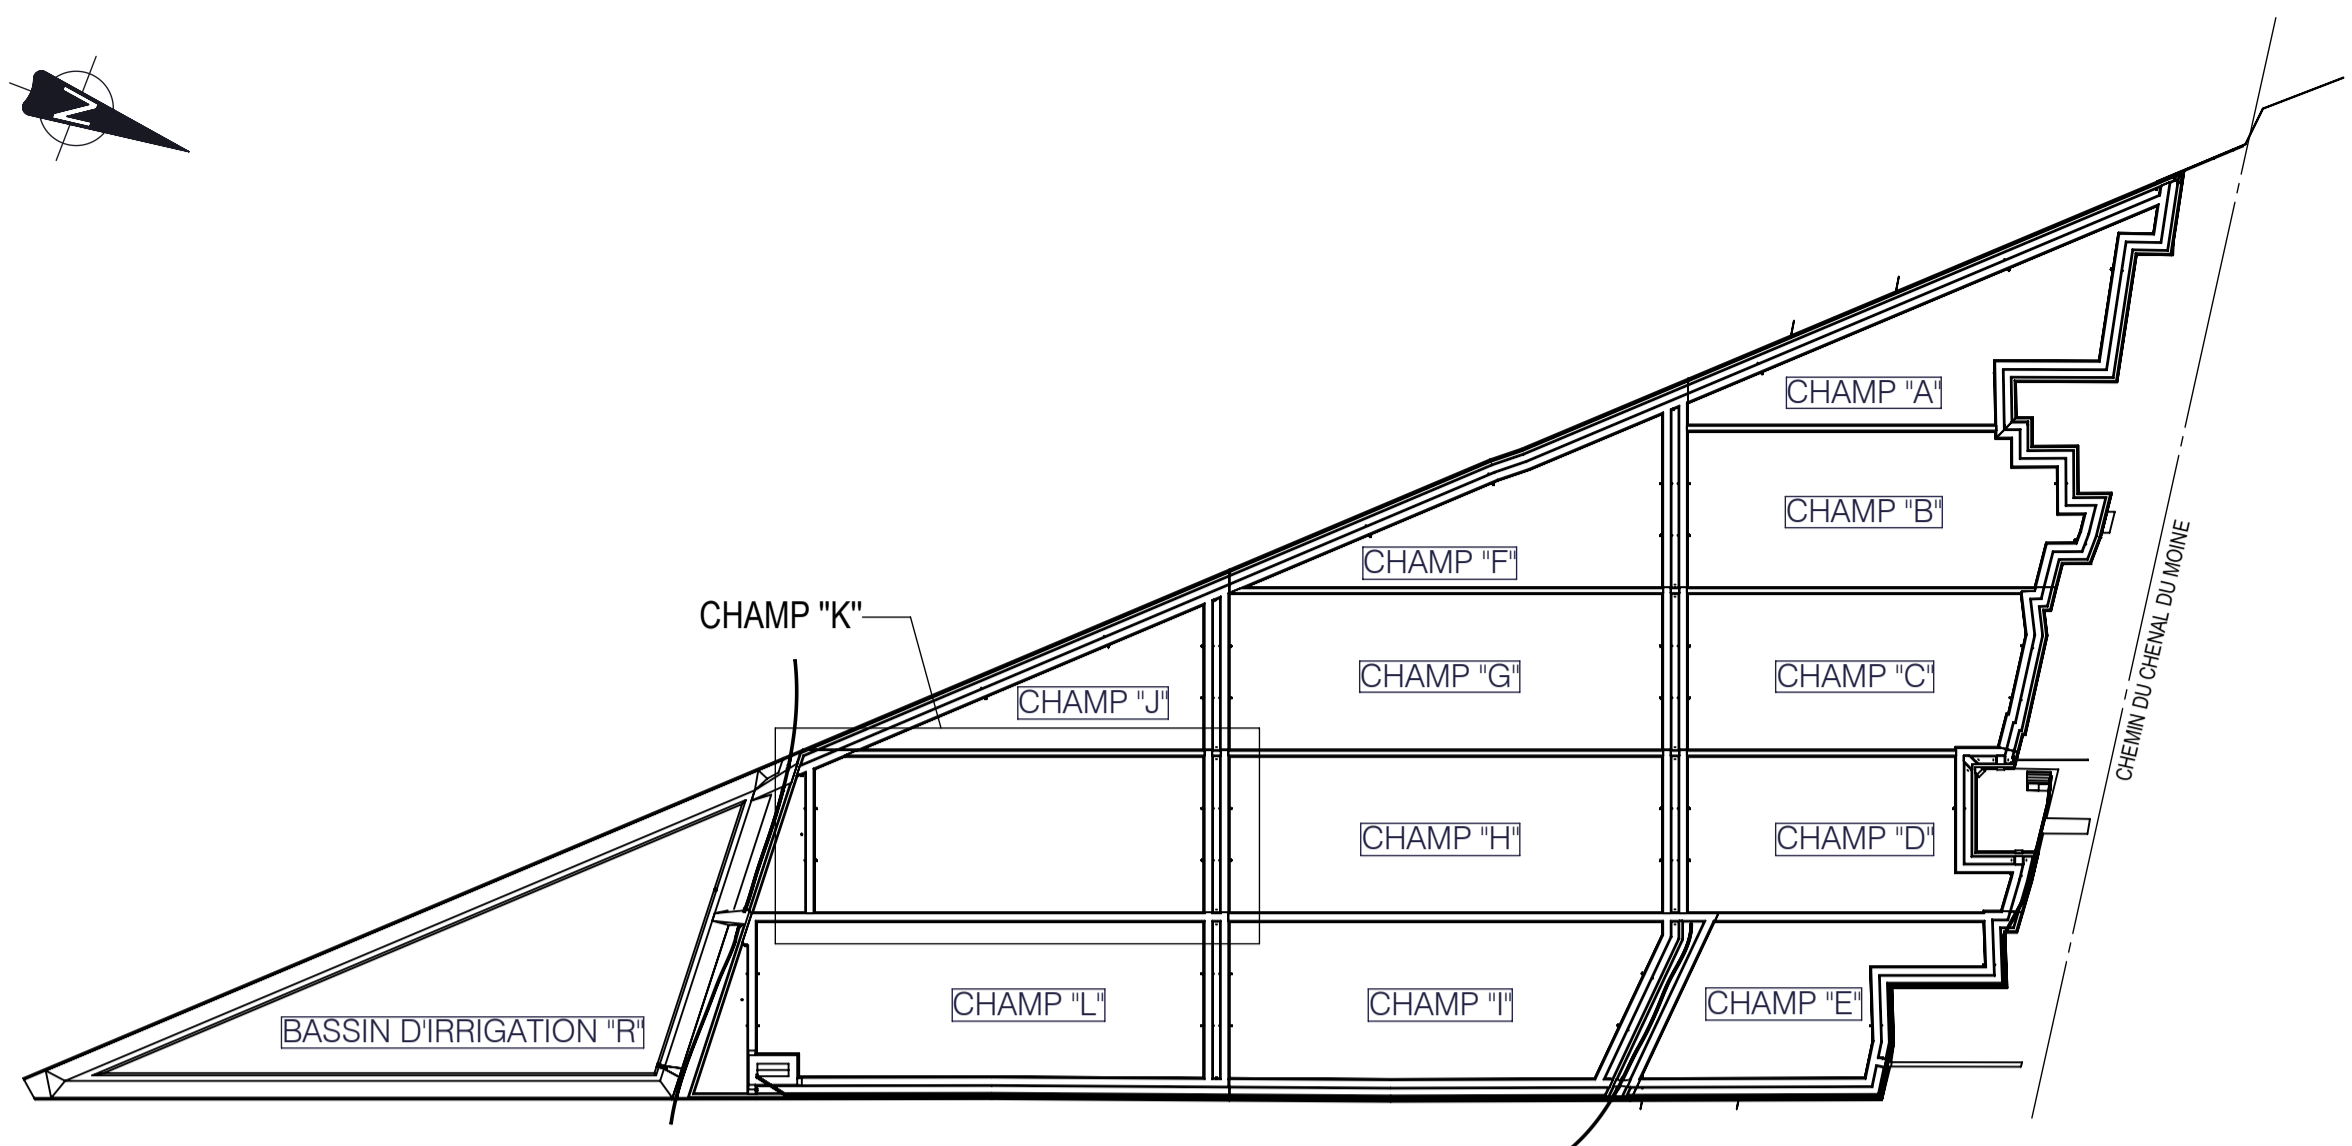 N
CHAMP "A"
CHAMP "B"
CHAMP "F"
CHAMP "K"
CHAMP "J"
CHAMP "G"
CHAMP "C"
CHEMIN DU CHENAL DU MOINE
CHAMP "H"
CHAMP "D"
BASSIN D'IRRIGATION "R"
CHAMP "L"
CHAMP "I"
CHAMP "E"